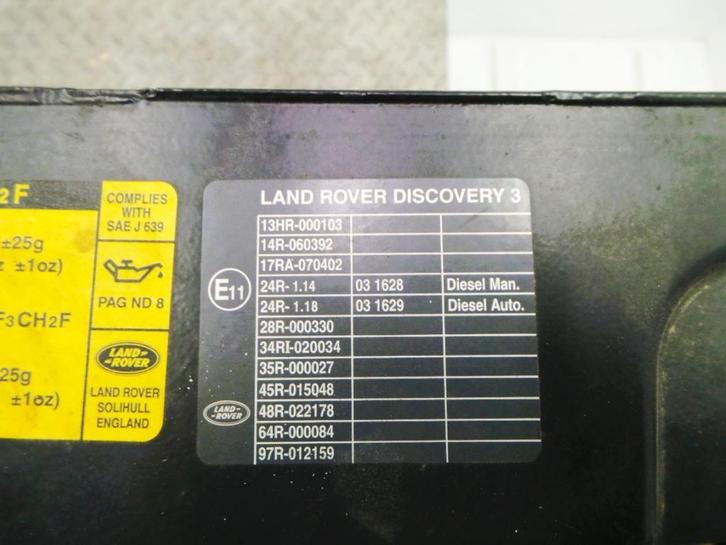 2F
±25g
z ±1oz)
F3CH2F
25g
±1oz)
COMPLIES
WITH
SAE J 639
PAG ND 8
LAND-
ROVER
LAND ROVER
SOLIHULL
ENGLAND
LAND ROVER DISCOVERY 3
E11
13HR-000103
14R-060392
17RA-070402
24R- 1.14 03 1628 Diesel Man.
24R- 1.18 03 1629 Diesel Auto.
28R-000330
34RI-020034
35R-000027
45R-015048
48R-022178
64R-000084
97R-012159
LAND-
ROVER